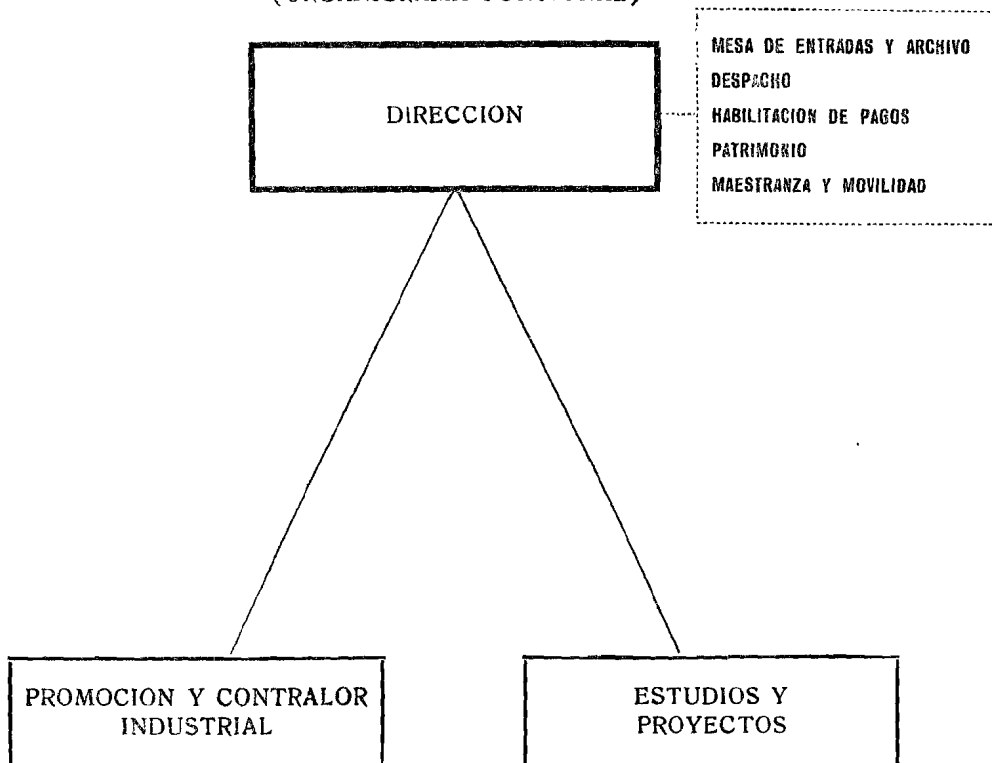 DIRECCION
MESA DE ENTRADAS Y ARCHIVO
DESPACHO
HABILITACION DE PAGOS
PATRIMONIO
MAESTRANZA Y MOVILIDAD
PROMOCION Y CONTRALOR
INDUSTRIAL
ESTUDIOS Y
PROYECTOS